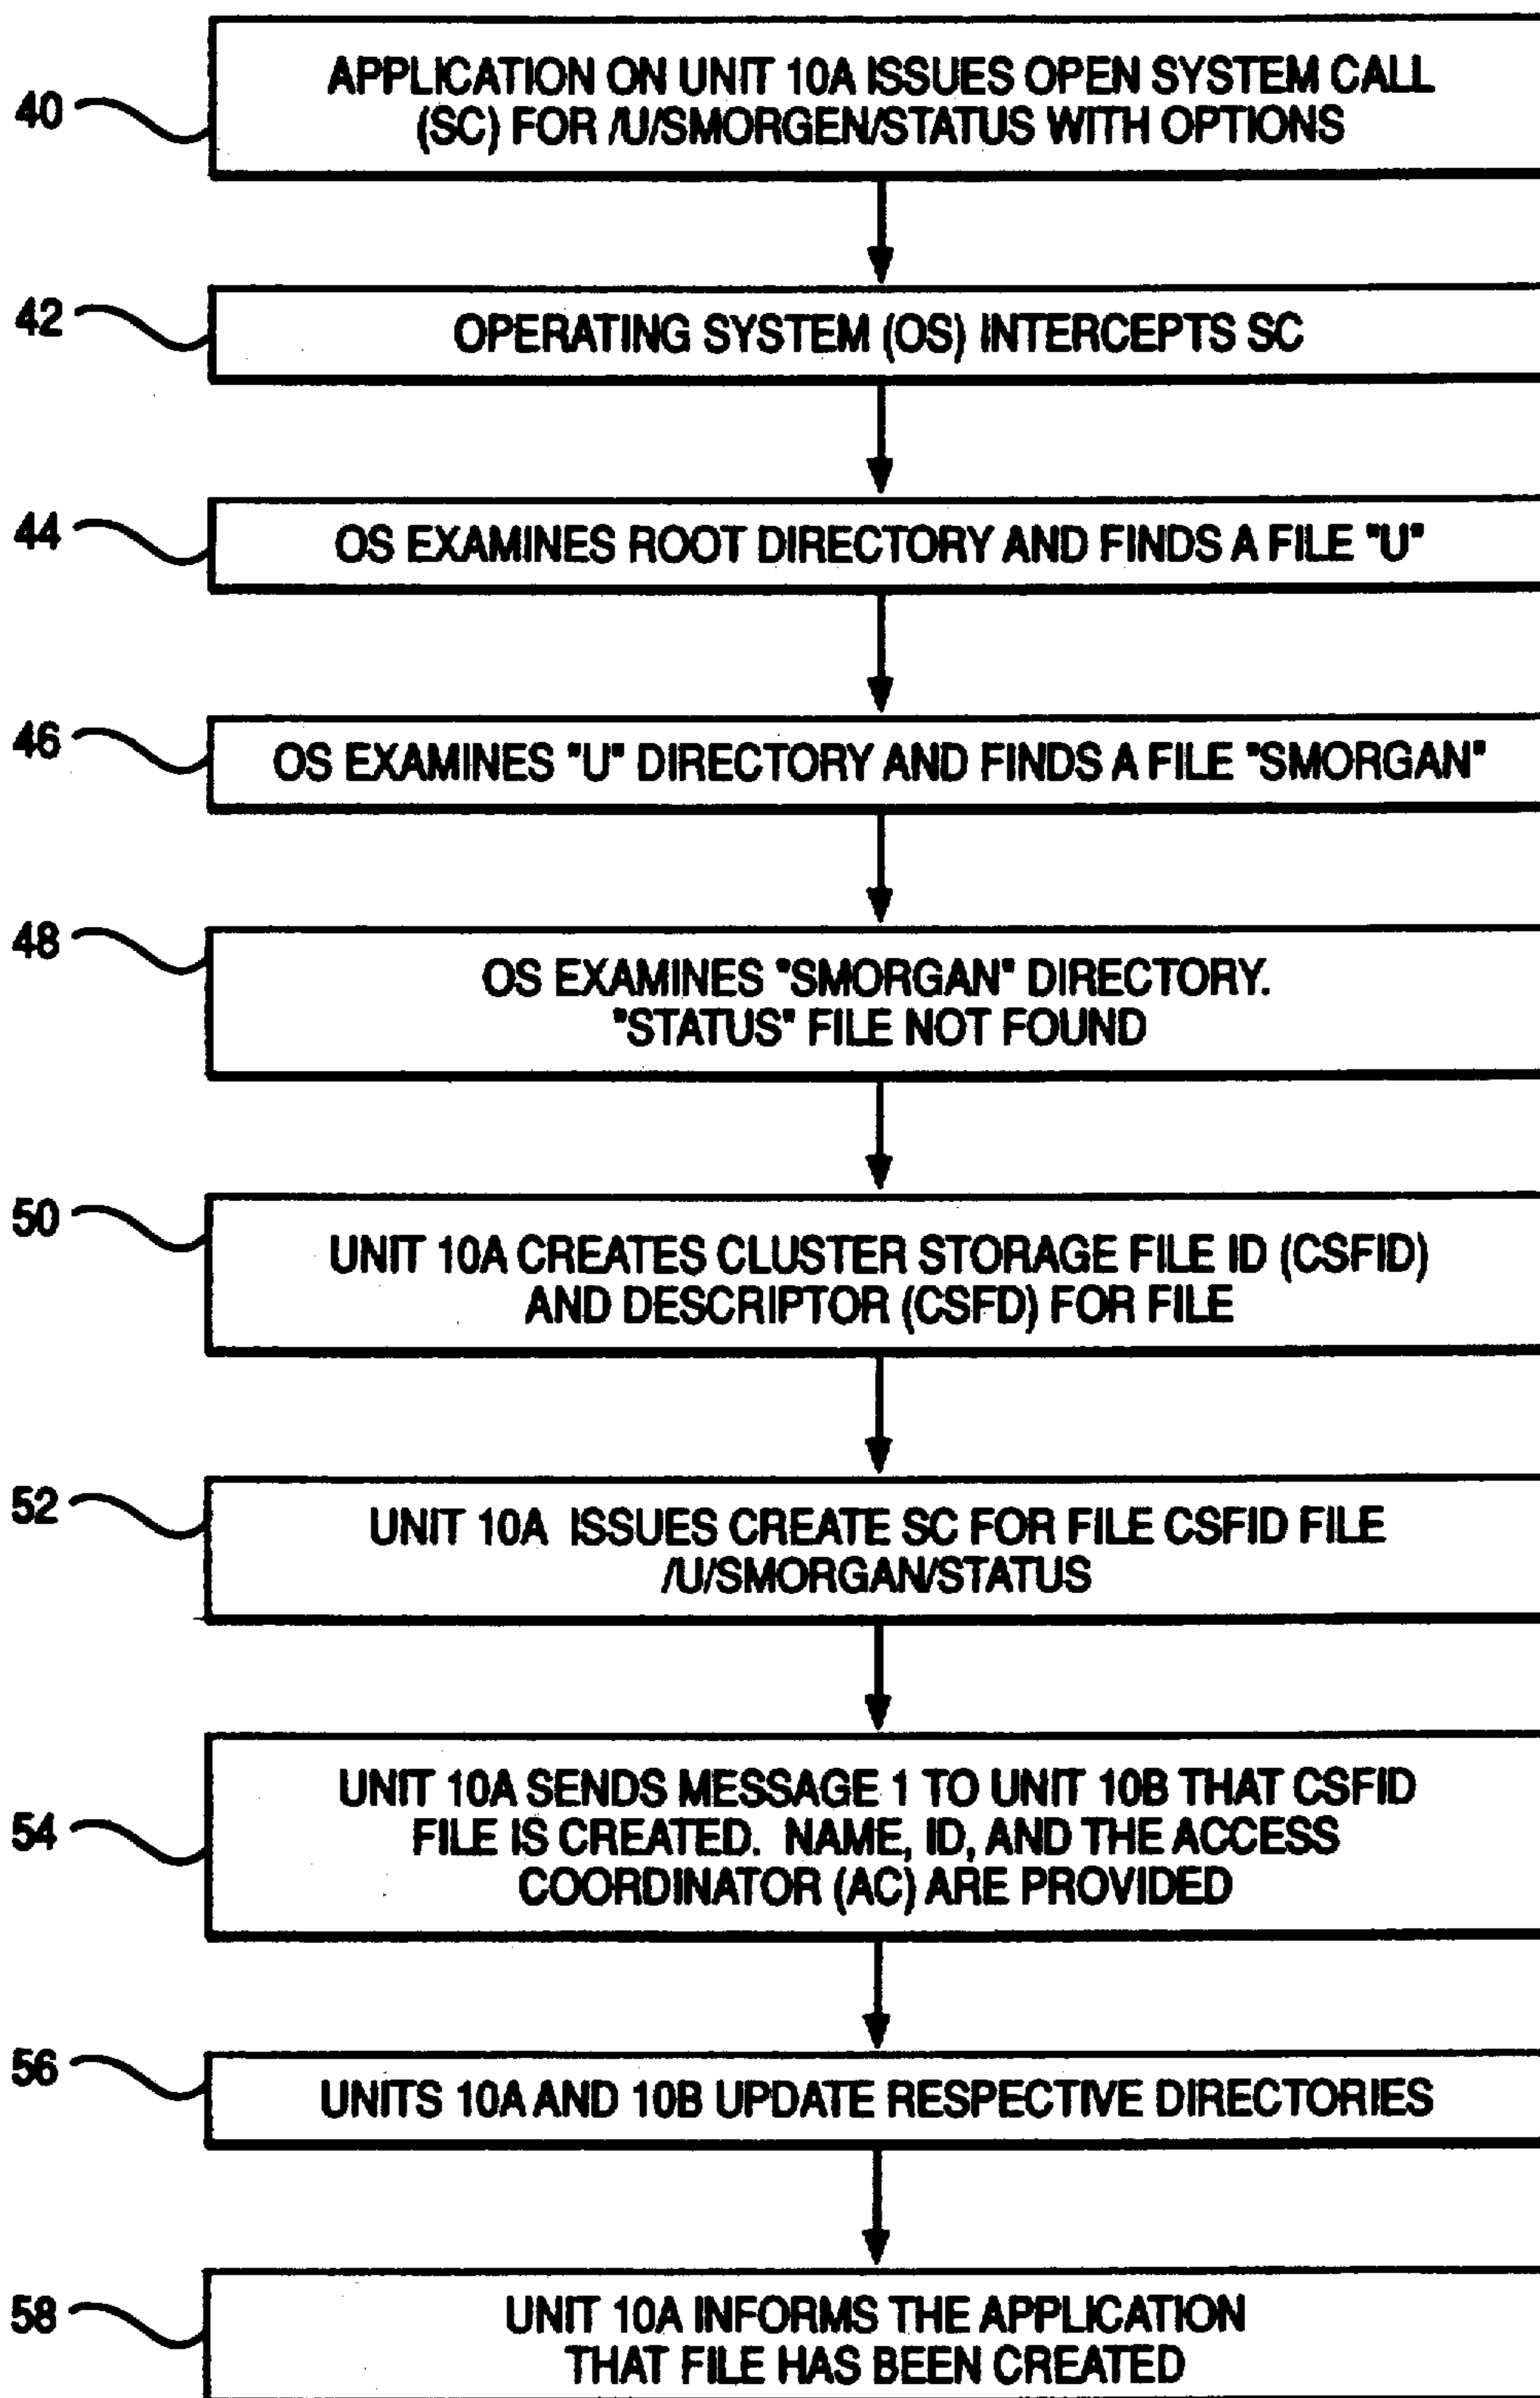 40
APPLICATION ON UNIT 10A ISSUES OPEN SYSTEM CALL
(SC) FOR /U/SMORGEN/STATUS WITH OPTIONS
42
OPERATING SYSTEM (OS) INTERCEPTS SC
44
OS EXAMINES ROOT DIRECTORY AND FINDS A FILE "U"
46
OS EXAMINES "U" DIRECTORY AND FINDS A FILE "SMORGAN"
48
OS EXAMINES "SMORGAN" DIRECTORY.
"STATUS" FILE NOT FOUND
50
UNIT 10A CREATES CLUSTER STORAGE FILE ID (CSFID)
AND DESCRIPTOR (CSFD) FOR FILE
52
UNIT 10A ISSUES CREATE SC FOR FILE CSFID FILE
/U/SMORGAN/STATUS
54
UNIT 10A SENDS MESSAGE 1 TO UNIT 10B THAT CSFID
FILE IS CREATED. NAME, ID, AND THE ACCESS
COORDINATOR (AC) ARE PROVIDED
56
UNITS 10A AND 10B UPDATE RESPECTIVE DIRECTORIES
58
UNIT 10A INFORMS THE APPLICATION
THAT FILE HAS BEEN CREATED